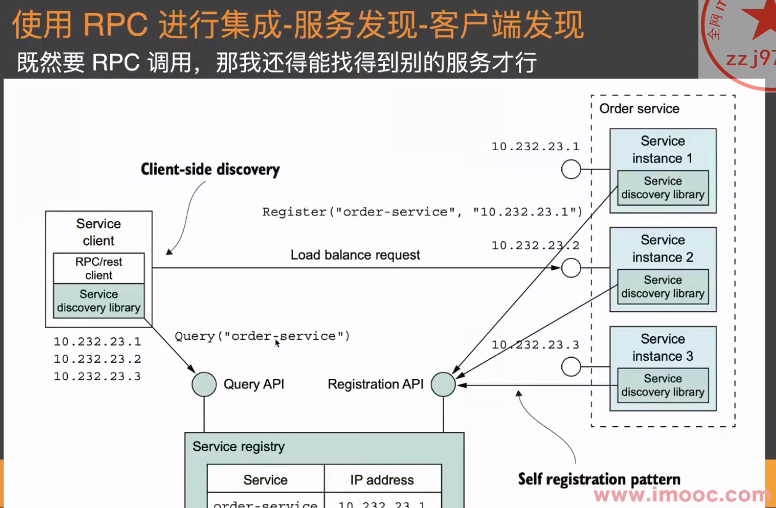 使用 RPC 进行集成-服务发现-客户端发现
既然要 RPC 调用，那我还得能找得到别的服务才行
全网IT
zzj97
Order service
10.232.23.1
Service
instance 1
Service
discovery library
Client-side discovery
Register("order-service", "10.232.23.1")
Service
client
RPC/rest
client
Service
discovery library
Load balance request
10.232.23.2
Service
instance 2
Service
discovery library
10.232.23.1
10.232.23.2
10.232.23.3
Query("order-service")
10.232.23.3
Service
instance 3
Service
discovery library
Query API
Registration API
Service registry
Service
IP address
order-service
10.232.23.1
Self registration pattern
www.imooc.com